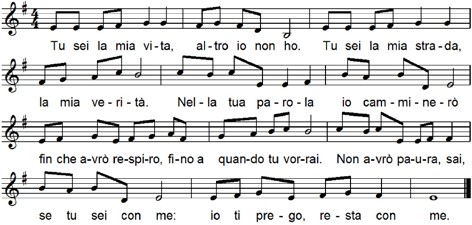 Tu sei la mia vi - ta, al - tro io non ho. Tu sei la mia stra - da,
la mia ve - ri - tà. Nel - la tua pa - ro - la io cam - mi - ne - rò
fin che a - vrò re - spi - ro, fi - no a quan - do tu vor - rai. Non a - vrò pa - u - ra, sai,
se tu sei con me: io ti pre - go, re - sta con me.